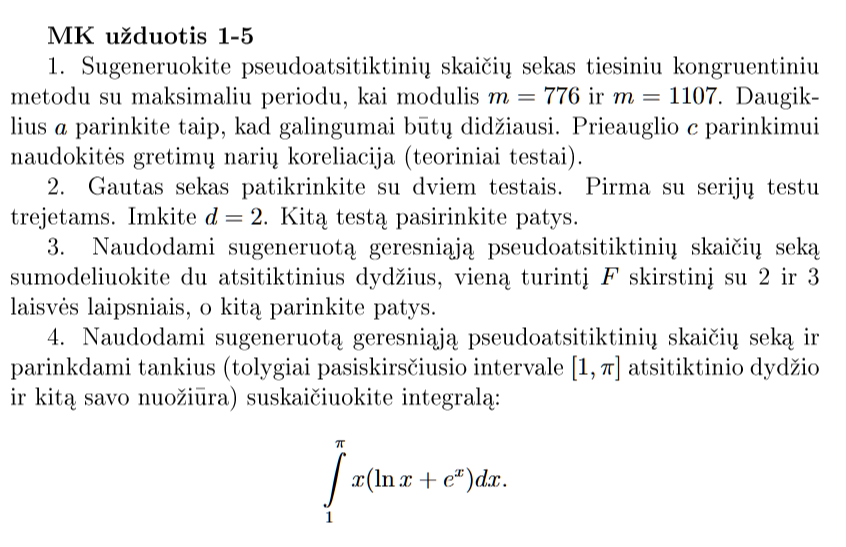 MK užduotis 1-5
1. Sugeneruokite pseudoatsitiktinių skaičių sekas tiesiniu kongruentiniu
metodu su maksimaliu periodu, kai modulis m = 776 ir m = 1107. Daugik-
lius a parinkite taip, kad galingumai būtų didžiausi. Prieauglio c parinkimui
naudokitės gretimų narių koreliacija (teoriniai testai).
2. Gautas sekas patikrinkite su dviem testais. Pirma su serijų testu
trejetams. Imkite d = 2. Kitą testą pasirinkite patys.
3. Naudodami sugeneruotą geresniąją pseudoatsitiktinių skaičių seką
sumodeliuokite du atsitiktinius dydžius, vieną turintį F skirstinį su 2 ir 3
laisvės laipsniais, o kitą parinkite patys.
4. Naudodami sugeneruotą geresniąją pseudoatsitiktinių skaičių seką ir
parinkdami tankius (tolygiai pasiskirsčiusio intervale [1, π] atsitiktinio dydžio
ir kitą savo nuožiūra) suskaičiuokite integralą:
π
∫ x(ln x + eˣ)dx.
1